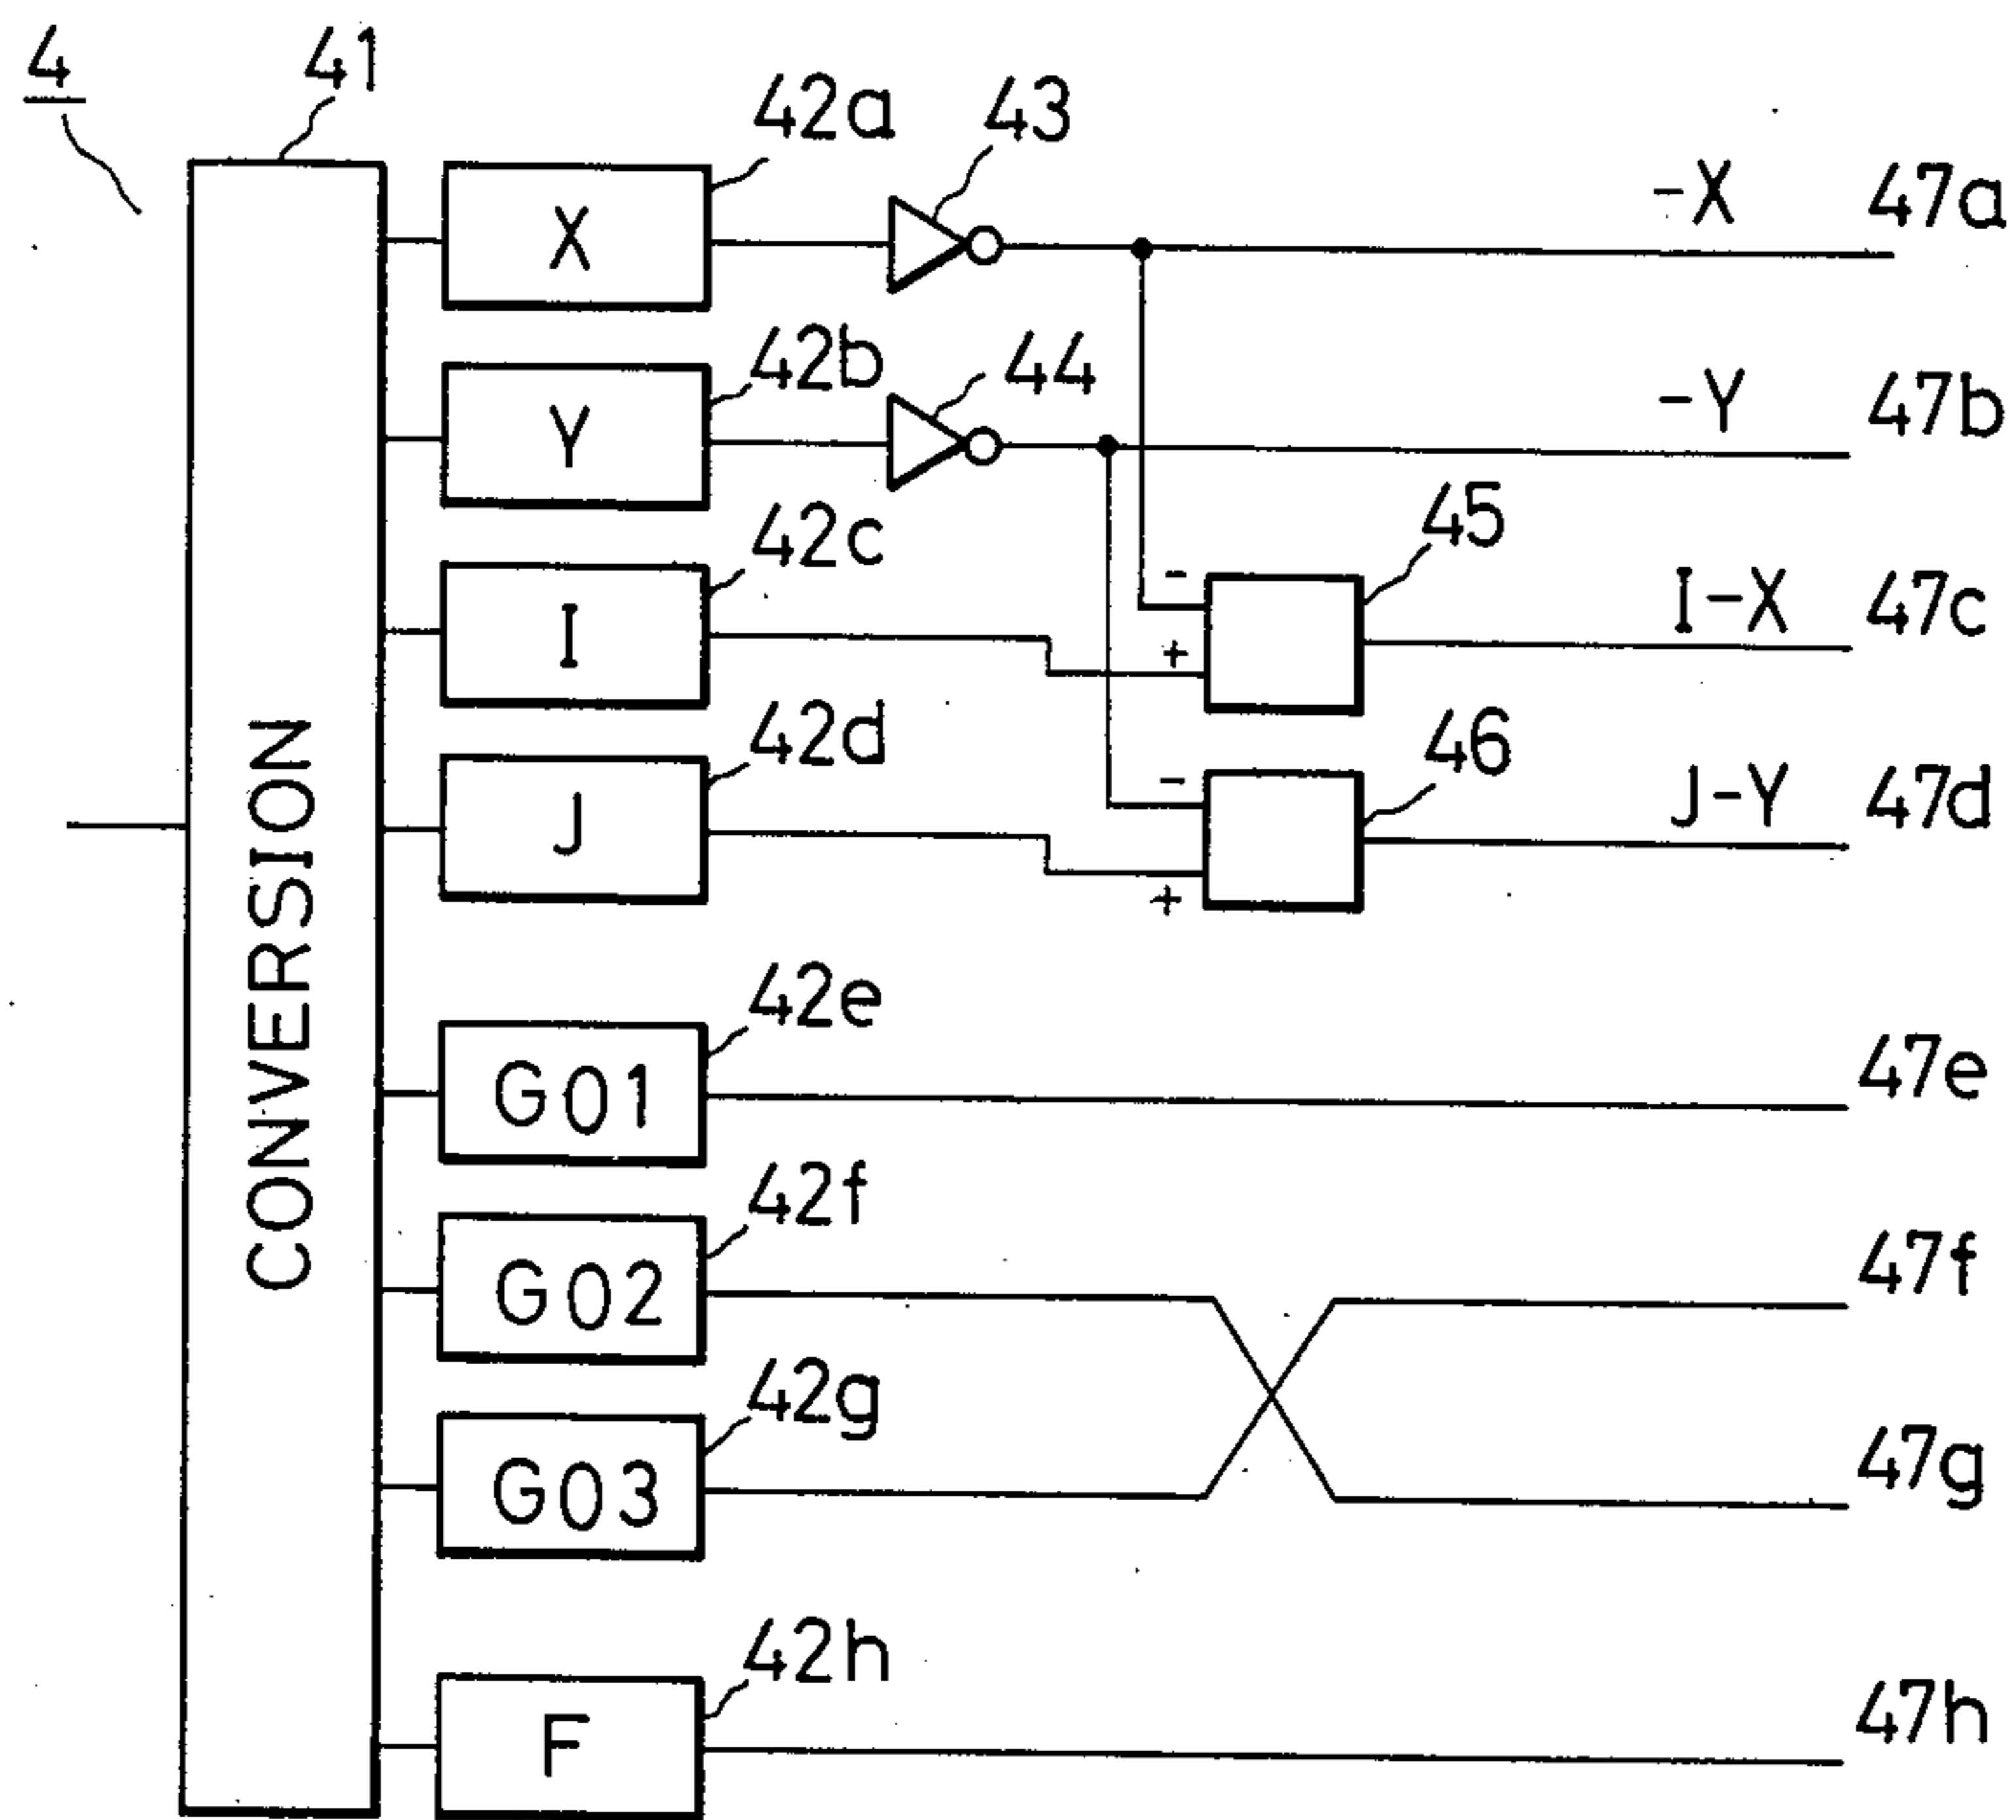 4
41
42a
43
X
-X
47a
42b
44
Y
-Y
47b
42c
45
I
-
+
I-X
47c
42d
46
J
-
+
J-Y
47d
CONVERSION
42e
G01
47e
42f
G02
47f
42g
G03
47g
42h
F
47h